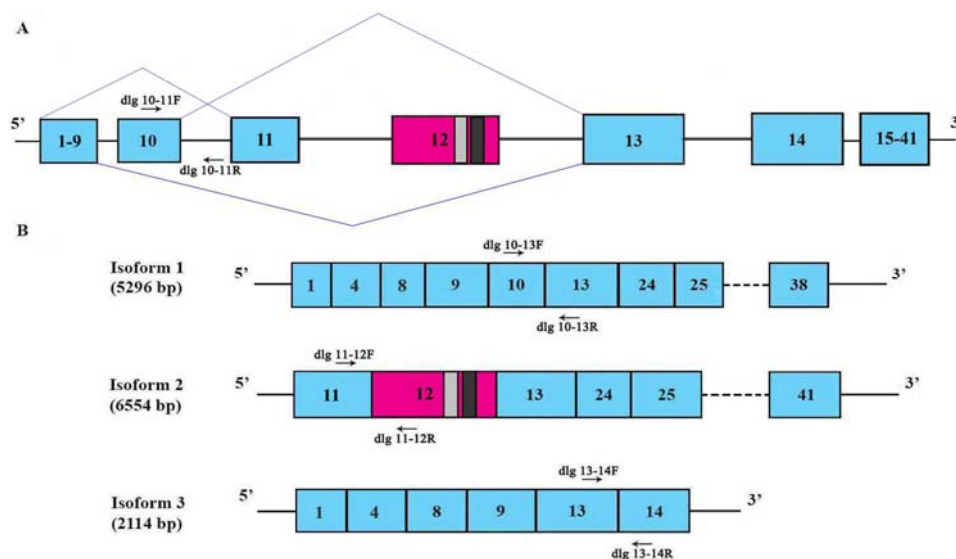 A
dlg 10-11F
5' 1-9 10 11 12 13 14 15-41 3'
dlg 10-11R
B
dlg 10-13F
Isoform 1
(5296 bp)
5' 1 4 8 9 10 13 24 25 38 3'
dlg 10-13R
dlg 11-12F
Isoform 2
(6554 bp)
5' 11 12 13 24 25 41 3'
dlg 11-12R
dlg 13-14F
Isoform 3
(2114 bp)
5' 1 4 8 9 13 14 3'
dlg 13-14R